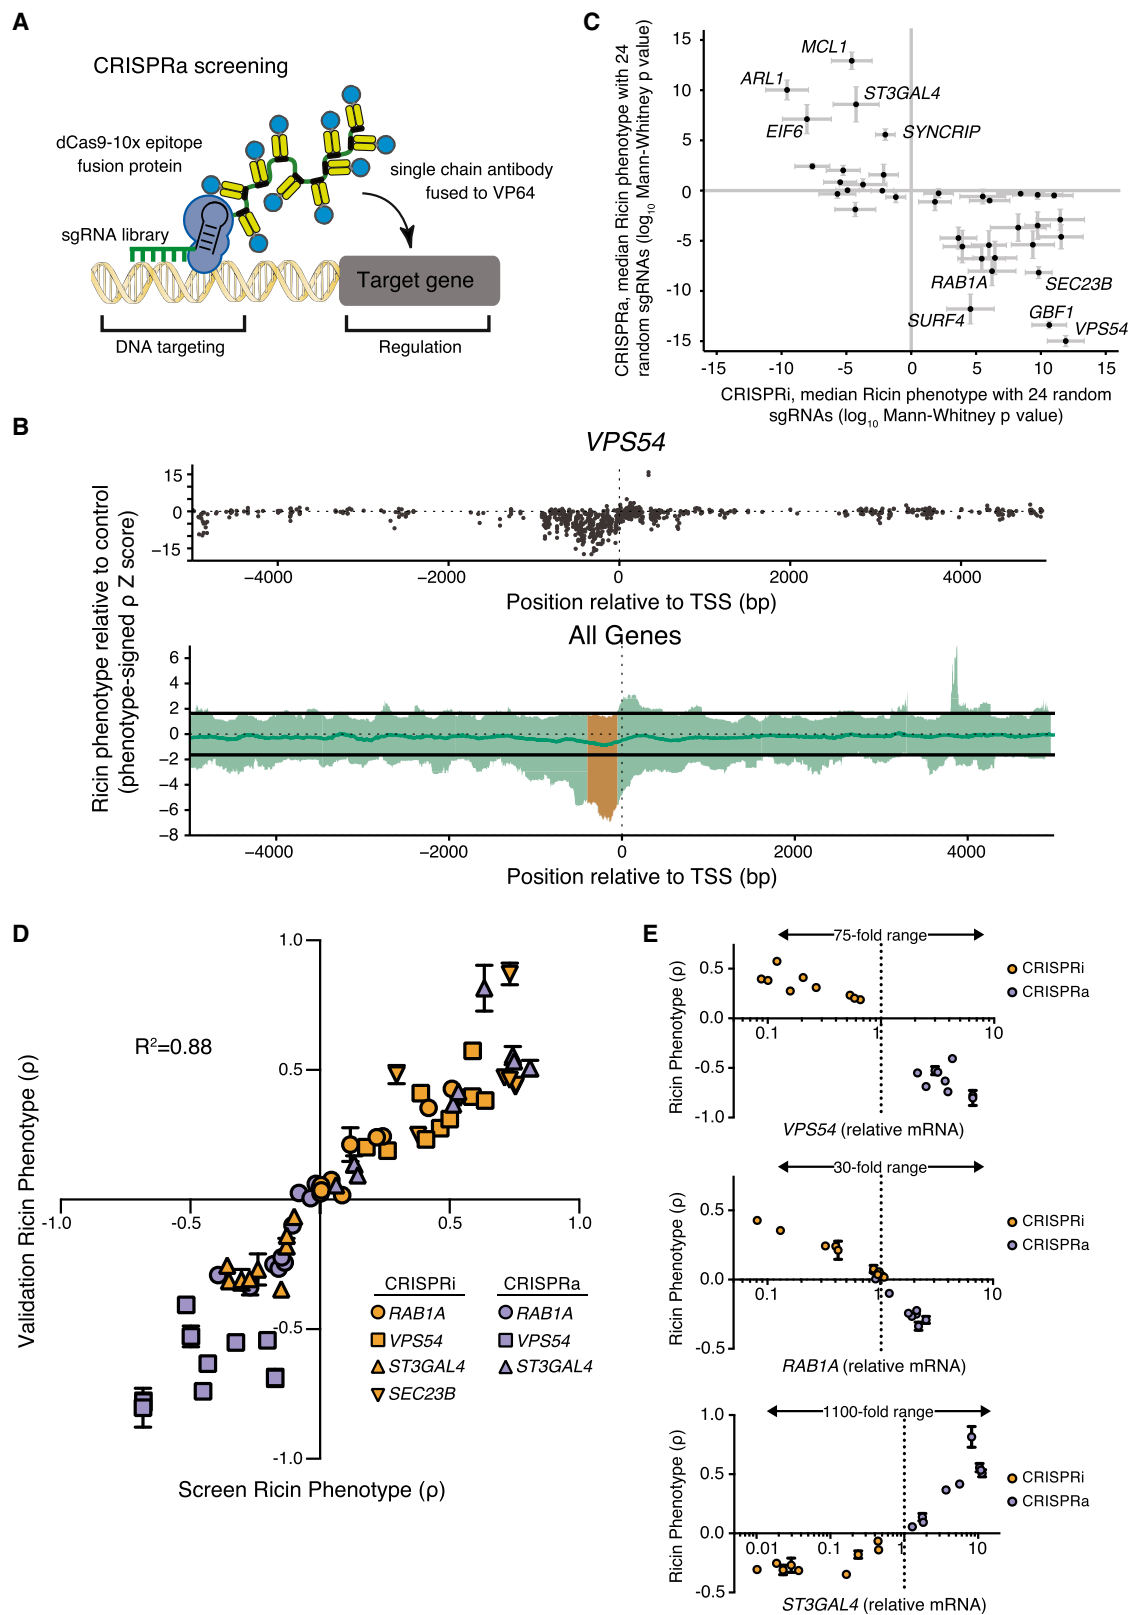 A
CRISPRa screening
dCas9-10x epitope
fusion protein
single chain antibody
fused to VP64
sgRNA library
Target gene
DNA targeting
Regulation
C
CRISPRa, median Ricin phenotype with 24
random sgRNAs (log10 Mann-Whitney p value)
15
10
5
0
-5
-10
-15
MCL1
ARL1
ST3GAL4
EIF6
SYNCRIP
RAB1A
SEC23B
SURF4
GBF1
VPS54
-15
-10
-5
0
5
10
15
CRISPRi, median Ricin phenotype with 24 random
sgRNAs (log10 Mann-Whitney p value)
B
Ricin phenotype relative to control
(phenotype-signed ρ Z score)
VPS54
15
0
−15
−4000
−2000
0
2000
4000
Position relative to TSS (bp)
All Genes
6
4
2
0
−2
−4
−6
−8
−4000
−2000
0
2000
4000
Position relative to TSS (bp)
D
Validation Ricin Phenotype (ρ)
R2=0.88
1.0
0.5
-0.5
-1.0
-1.0
-0.5
0.5
1.0
CRISPRi
RAB1A
VPS54
ST3GAL4
SEC23B
CRISPRa
RAB1A
VPS54
ST3GAL4
Screen Ricin Phenotype (ρ)
E
75-fold range
Ricin Phenotype (ρ)
0.5
0.0
-0.5
-1.0
0.1
1
10
CRISPRi
CRISPRa
VPS54 (relative mRNA)
30-fold range
Ricin Phenotype (ρ)
0.5
0.0
-0.5
0.1
1
10
CRISPRi
CRISPRa
RAB1A (relative mRNA)
1100-fold range
Ricin Phenotype (ρ)
1.0
0.5
0.0
-0.5
0.01
0.1
1
10
CRISPRi
CRISPRa
ST3GAL4 (relative mRNA)